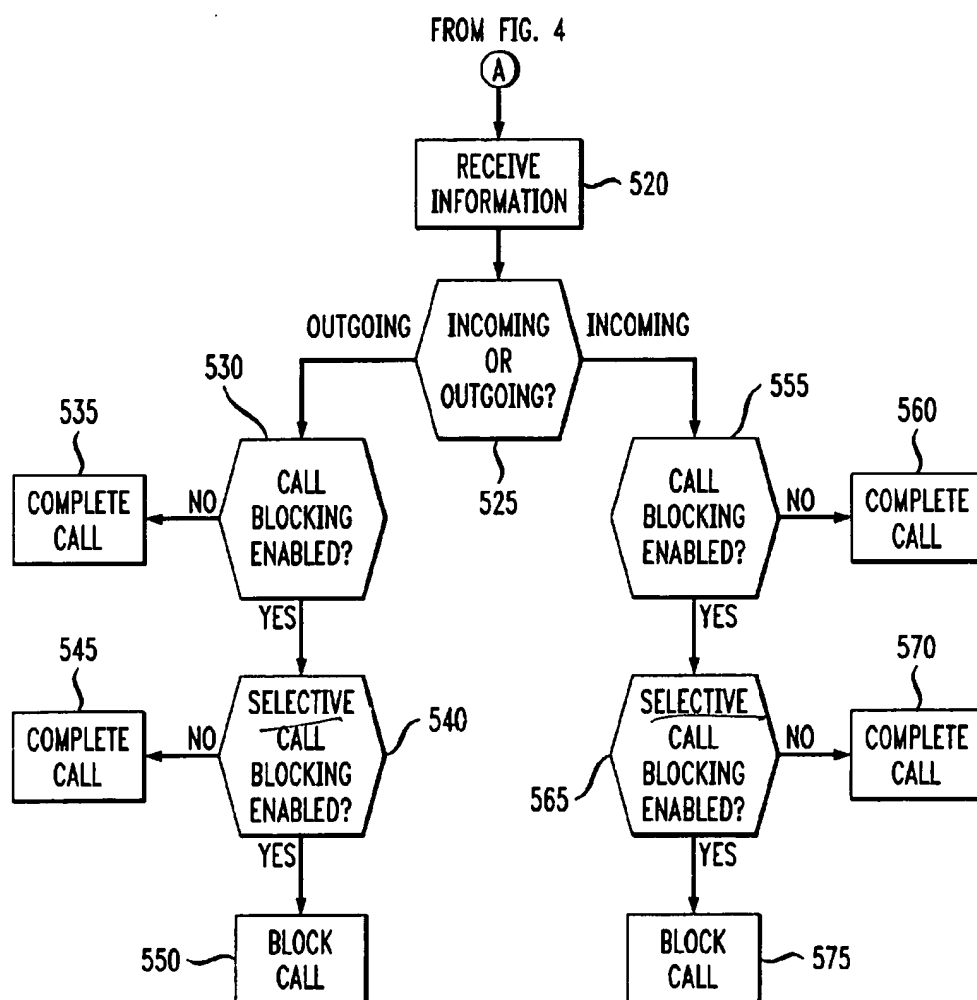 FROM FIG. 4
A
RECEIVE
INFORMATION
520
OUTGOING
INCOMING
OR
OUTGOING?
INCOMING
525
530
CALL
BLOCKING
ENABLED?
NO
YES
535
COMPLETE
CALL
555
CALL
BLOCKING
ENABLED?
NO
YES
560
COMPLETE
CALL
540
SELECTIVE
CALL
BLOCKING
ENABLED?
NO
YES
545
COMPLETE
CALL
565
SELECTIVE
CALL
BLOCKING
ENABLED?
NO
YES
570
COMPLETE
CALL
550
BLOCK
CALL
BLOCK
CALL
575